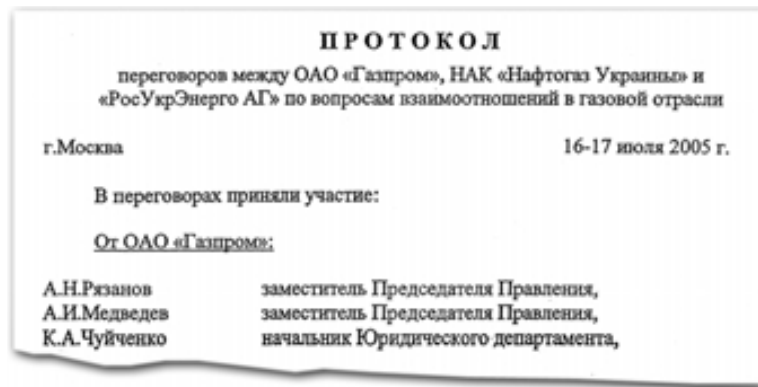 ПРОТОКОЛ
переговоров между ОАО «Газпром», НАК «Нафтогаз Украины» и
«РосУкрЭнерго АГ» по вопросам взаимоотношений в газовой отрасли
г.Москва 16-17 июля 2005 г.
В переговорах приняли участие:
От ОАО «Газпром»:
А.Н.Рязанов заместитель Председателя Правления,
А.И.Медведев заместитель Председателя Правления,
К.А.Чуйченко начальник Юридического департамента,